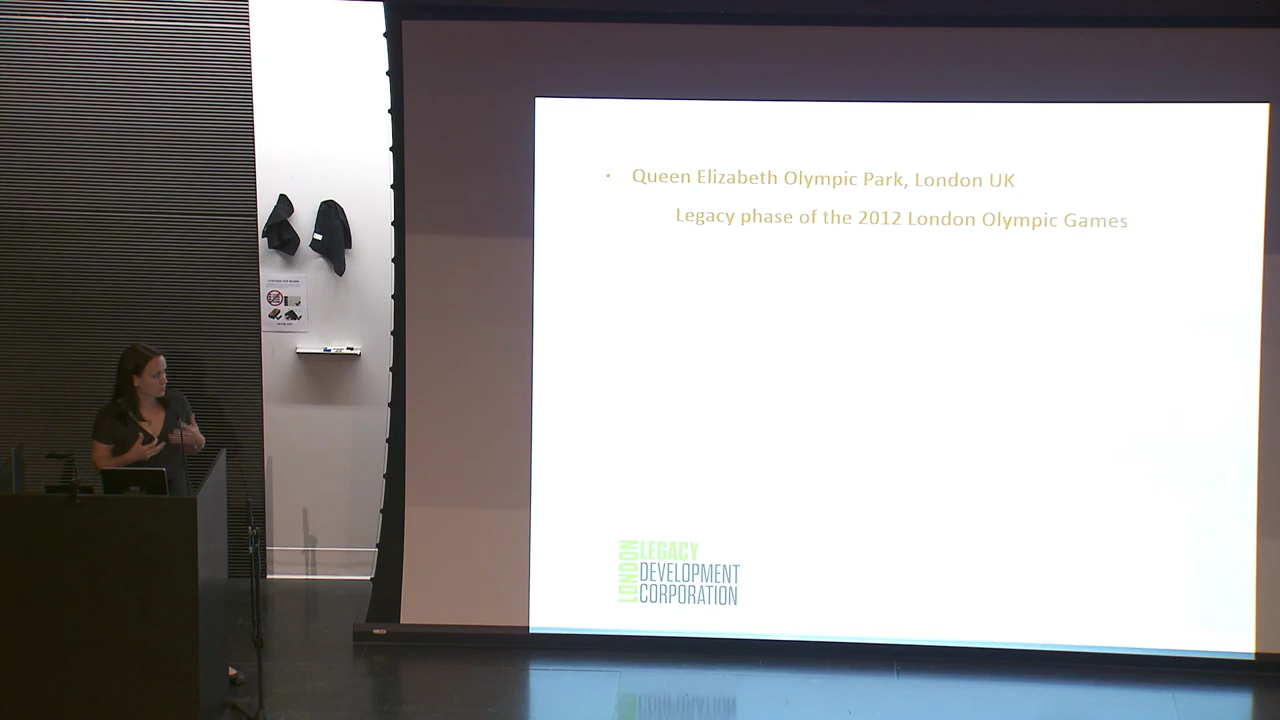 • Queen Elizabeth Olympic Park, London UK
Legacy phase of the 2012 London Olympic Games
LONDON
LEGACY
DEVELOPMENT
CORPORATION